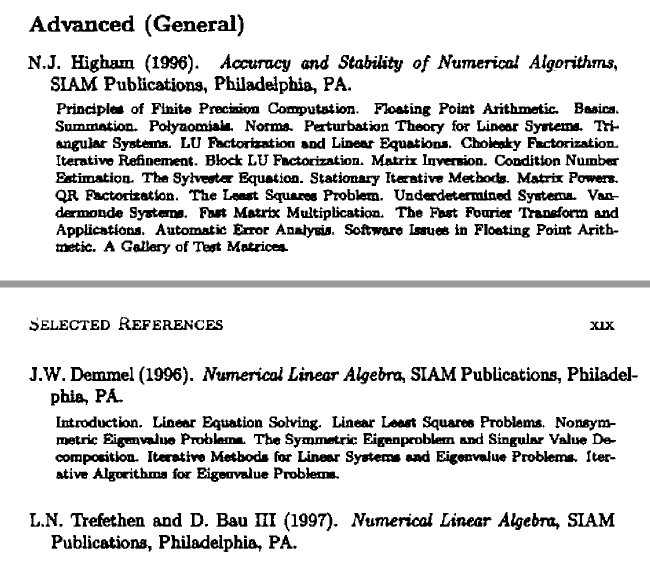 Advanced (General)
N.J. Higham (1996). Accuracy and Stability of Numerical Algorithms,
SIAM Publications, Philadelphia, PA.
Principles of Finite Precision Computation. Floating Point Arithmetic. Basics.
Summation. Polynomials. Norms. Perturbation Theory for Linear Systems. Tri-
angular Systems. LU Factorization and Linear Equations. Cholesky Factorization.
Iterative Refinement. Block LU Factorization. Matrix Inversion. Condition Number
Estimation. The Sylvester Equation. Stationary Iterative Methods. Matrix Powers.
QR Factorization. The Least Squares Problem. Underdetermined Systems. Van-
dermonde Systems. Fast Matrix Multiplication. The Fast Fourier Transform and
Applications. Automatic Error Analysis. Software Issues in Floating Point Arith-
metic. A Gallery of Test Matrices.
SELECTED REFERENCES xix
J.W. Demmel (1996). Numerical Linear Algebra, SIAM Publications, Philadel-
phia, PA.
Introduction. Linear Equation Solving. Linear Least Squares Problems. Nonsym-
metric Eigenvalue Problems. The Symmetric Eigenproblem and Singular Value De-
composition. Iterative Methods for Linear Systems and Eigenvalue Problems. Iter-
ative Algorithms for Eigenvalue Problems.
L.N. Trefethen and D. Bau III (1997). Numerical Linear Algebra, SIAM
Publications, Philadelphia, PA.